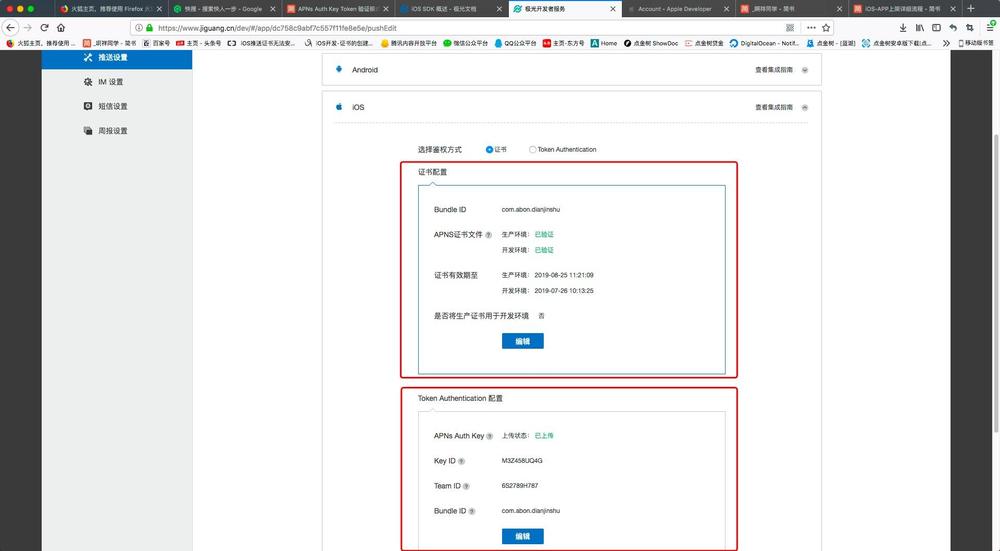 火狐主页，推荐使用 Firefox
快搜 - 搜索快人一步 - Google
APNs Auth Key Token 验证
iOS SDK 概述 - 极光文档
极光开发者服务
Account - Apple Developer
_炯祥同学 - 简书
iOS-APP上架详细流程 - 简书
https://www.jiguang.cn/dev/#/app/dc758c9abf7c557f11fe8e5e/pushEdit
火狐主页，推荐使用...
_炯祥同学 - 简书
百家号
主页 - 头条号
iOS推送证书无法安...
iOS开发-证书的创建...
腾讯内容开放平台
微信公众平台
QQ公众平台
主页-东方号
Home
点金树 ShowDoc
点金树贷盒
DigitalOcean - Notif...
点金树 - [蓝湖]
点金树安卓版下载|点...
移动版书签
推送设置
IM 设置
短信设置
周报设置
Android
查看集成指南
iOS
查看集成指南
选择鉴权方式 证书 Token Authentication
证书配置
Bundle ID com.abon.dianjinshu
APNS证书文件 ? 生产环境： 已验证
开发环境： 已验证
证书有效期至 生产环境： 2019-08-25 11:21:09
开发环境： 2019-07-26 10:13:25
是否将生产证书用于开发环境 否
编辑
Token Authentication 配置
APNs Auth Key ? 上传状态： 已上传
Key ID ? M3Z458UQ4G
Team ID ? 6S2789H787
Bundle ID ? com.abon.dianjinshu
编辑